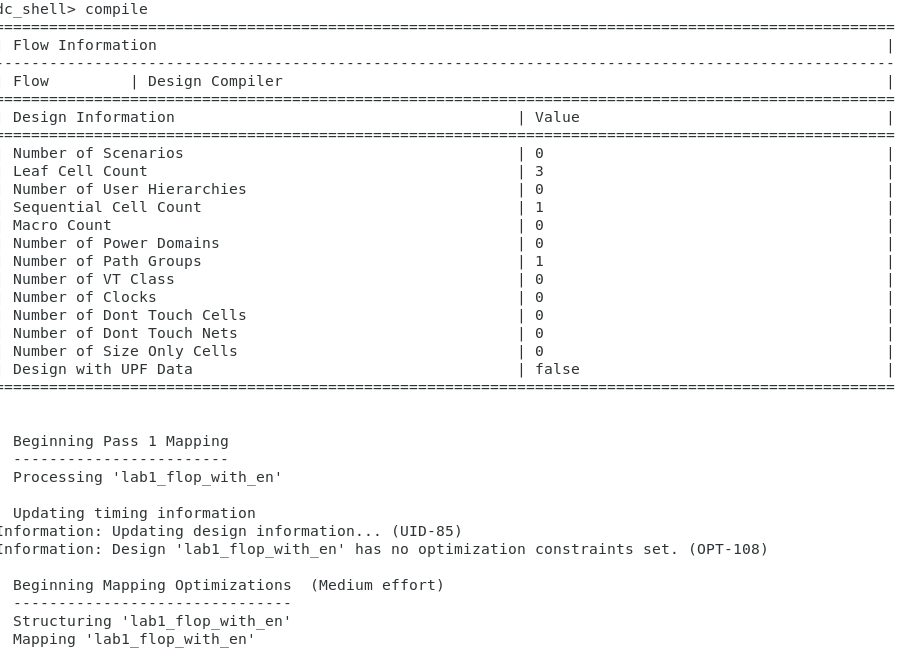 dc_shell> compile
================================================================================
| Flow Information |
--------------------------------------------------------------------------------
| Flow | Design Compiler |
================================================================================
| Design Information | Value |
================================================================================
| Number of Scenarios | 0 |
| Leaf Cell Count | 3 |
| Number of User Hierarchies | 0 |
| Sequential Cell Count | 1 |
| Macro Count | 0 |
| Number of Power Domains | 0 |
| Number of Path Groups | 1 |
| Number of VT Class | 0 |
| Number of Clocks | 0 |
| Number of Dont Touch Cells | 0 |
| Number of Dont Touch Nets | 0 |
| Number of Size Only Cells | 0 |
| Design with UPF Data | false |
================================================================================
Beginning Pass 1 Mapping
------------------------
Processing 'lab1_flop_with_en'
Updating timing information
Information: Updating design information... (UID-85)
Information: Design 'lab1_flop_with_en' has no optimization constraints set. (OPT-108)
Beginning Mapping Optimizations  (Medium effort)
-------------------------------
Structuring 'lab1_flop_with_en'
Mapping 'lab1_flop_with_en'